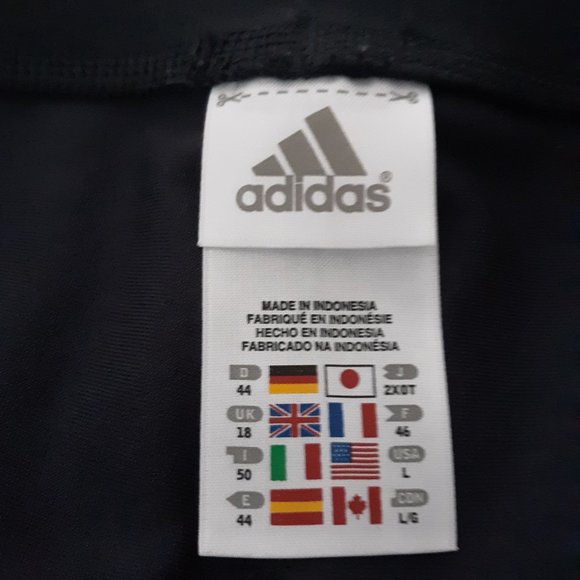 adidas®
MADE IN INDONESIA
FABRIQUÉ EN INDONÉSIE
HECHO EN INDONESIA
FABRICADO NA INDONÉSIA
D J
44 2XOT
UK F
18 46
I USA
50 L
E CDN
44 L/G